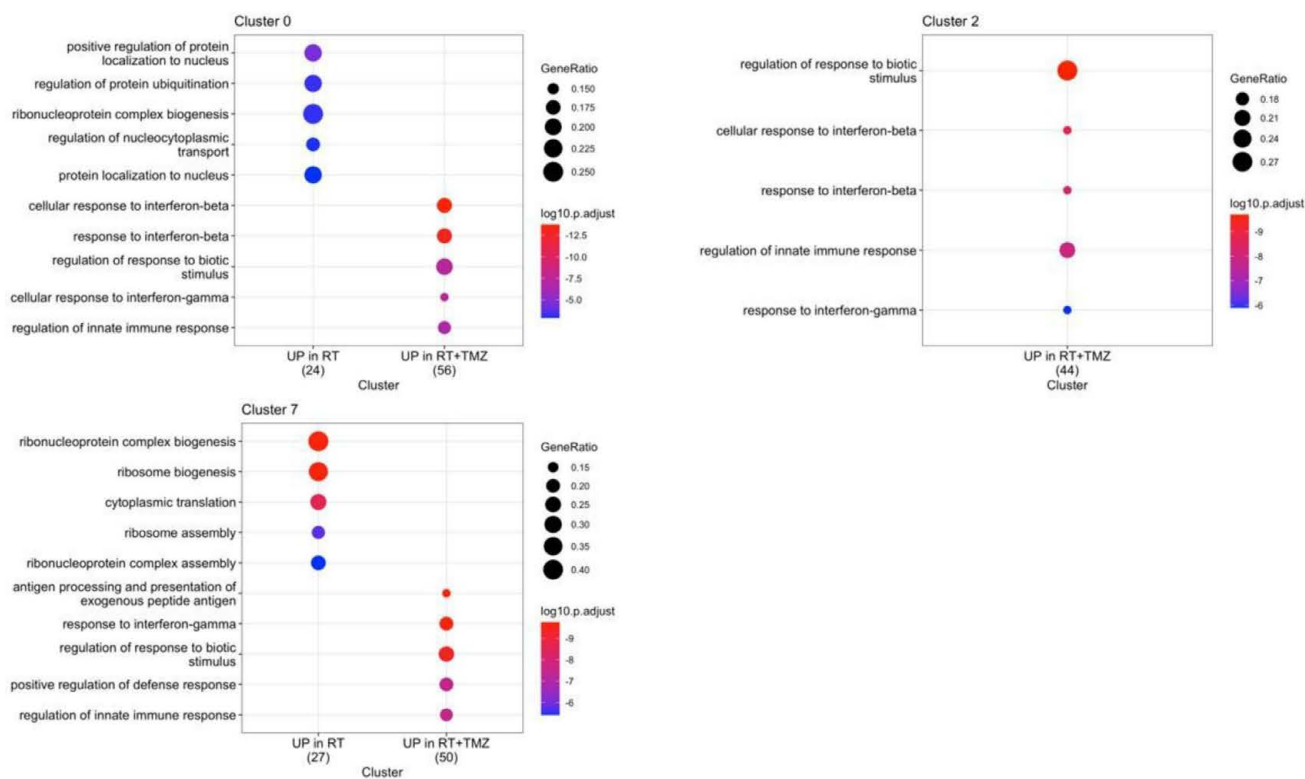 Cluster 0
positive regulation of protein
localization to nucleus
regulation of protein ubiquitination
ribonucleoprotein complex biogenesis
regulation of nucleocytoplasmic
transport
protein localization to nucleus
cellular response to interferon-beta
response to interferon-beta
regulation of response to biotic
stimulus
cellular response to interferon-gamma
regulation of innate immune response
UP in RT
(24)
UP in RT+TMZ
(56)
Cluster
GeneRatio
0.150
0.175
0.200
0.225
0.250
log10.p.adjust
-12.5
-10.0
-7.5
-5.0
Cluster 2
regulation of response to biotic
stimulus
cellular response to interferon-beta
response to interferon-beta
regulation of innate immune response
response to interferon-gamma
UP in RT+TMZ
(44)
Cluster
GeneRatio
0.18
0.21
0.24
0.27
log10.p.adjust
-9
-8
-7
-6
Cluster 7
ribonucleoprotein complex biogenesis
ribosome biogenesis
cytoplasmic translation
ribosome assembly
ribonucleoprotein complex assembly
antigen processing and presentation of
exogenous peptide antigen
response to interferon-gamma
regulation of response to biotic
stimulus
positive regulation of defense response
regulation of innate immune response
UP in RT
(27)
UP in RT+TMZ
(50)
Cluster
GeneRatio
0.15
0.20
0.25
0.30
0.35
0.40
log10.p.adjust
-9
-8
-7
-6